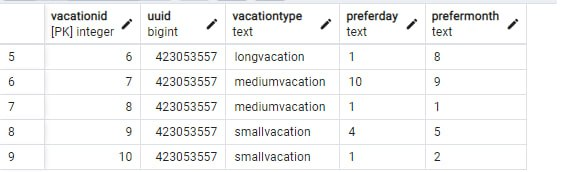 vacationid uuid vacationtype preferday prefermonth
[PK] integer bigint text text text
5 6 423053557 longvacation 1 8
6 7 423053557 mediumvacation 10 9
7 8 423053557 mediumvacation 1 1
8 9 423053557 smallvacation 4 5
9 10 423053557 smallvacation 1 2